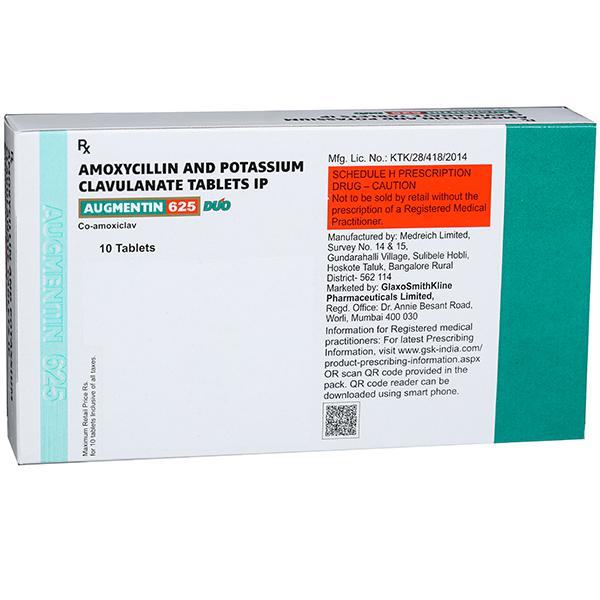 Rx
AMOXYCILLIN AND POTASSIUM
CLAVULANATE TABLETS IP
AUGMENTIN 625 DUO
Co-amoxiclav
10 Tablets
AUGMENTIN 625
Maximum Retail Price Rs.
for 10 tablets Inclusive of all taxes.
Mfg. Lic. No.: KTK/28/418/2014
SCHEDULE H PRESCRIPTION
DRUG – CAUTION
Not to be sold by retail without the
prescription of a Registered Medical
Practitioner.
Manufactured by: Medreich Limited,
Survey No. 14 & 15,
Gundarahalli Village, Sulibele Hobli,
Hoskote Taluk, Bangalore Rural
District- 562 114
Marketed by: GlaxoSmithKline
Pharmaceuticals Limited,
Regd. Office: Dr. Annie Besant Road,
Worli, Mumbai 400 030
Information for Registered medical
practitioners: For latest Prescribing
Information, visit www.gsk-india.com/
product-prescribing-information.aspx
OR scan QR code provided in the
pack. QR code reader can be
downloaded using smart phone.